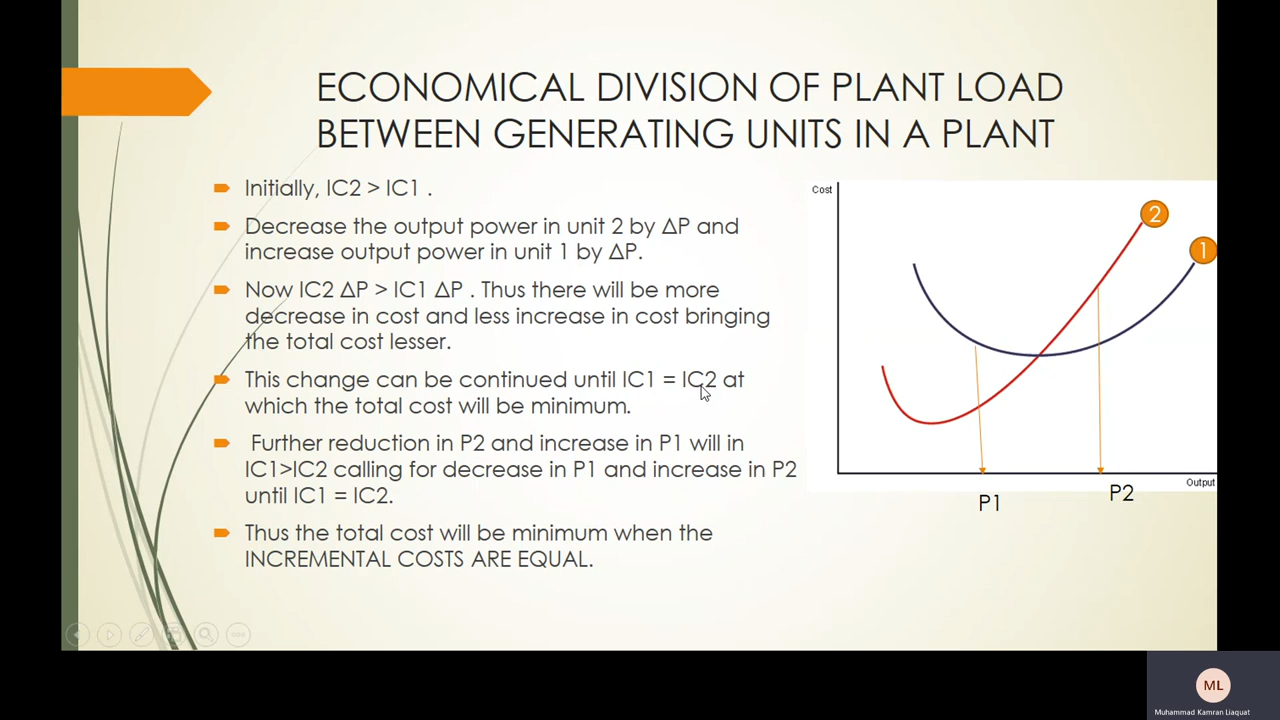 ECONOMICAL DIVISION OF PLANT LOAD
BETWEEN GENERATING UNITS IN A PLANT
Initially, IC2 > IC1 .
Decrease the output power in unit 2 by ΔP and
increase output power in unit 1 by ΔP.
Now IC2 ΔP > IC1 ΔP . Thus there will be more
decrease in cost and less increase in cost bringing
the total cost lesser.
This change can be continued until IC1 = IC2 at
which the total cost will be minimum.
Further reduction in P2 and increase in P1 will in
IC1>IC2 calling for decrease in P1 and increase in P2
until IC1 = IC2.
Thus the total cost will be minimum when the
INCREMENTAL COSTS ARE EQUAL.
Cost
2
1
Output
P1
P2
ML
Muhammad Kamran Liaquat